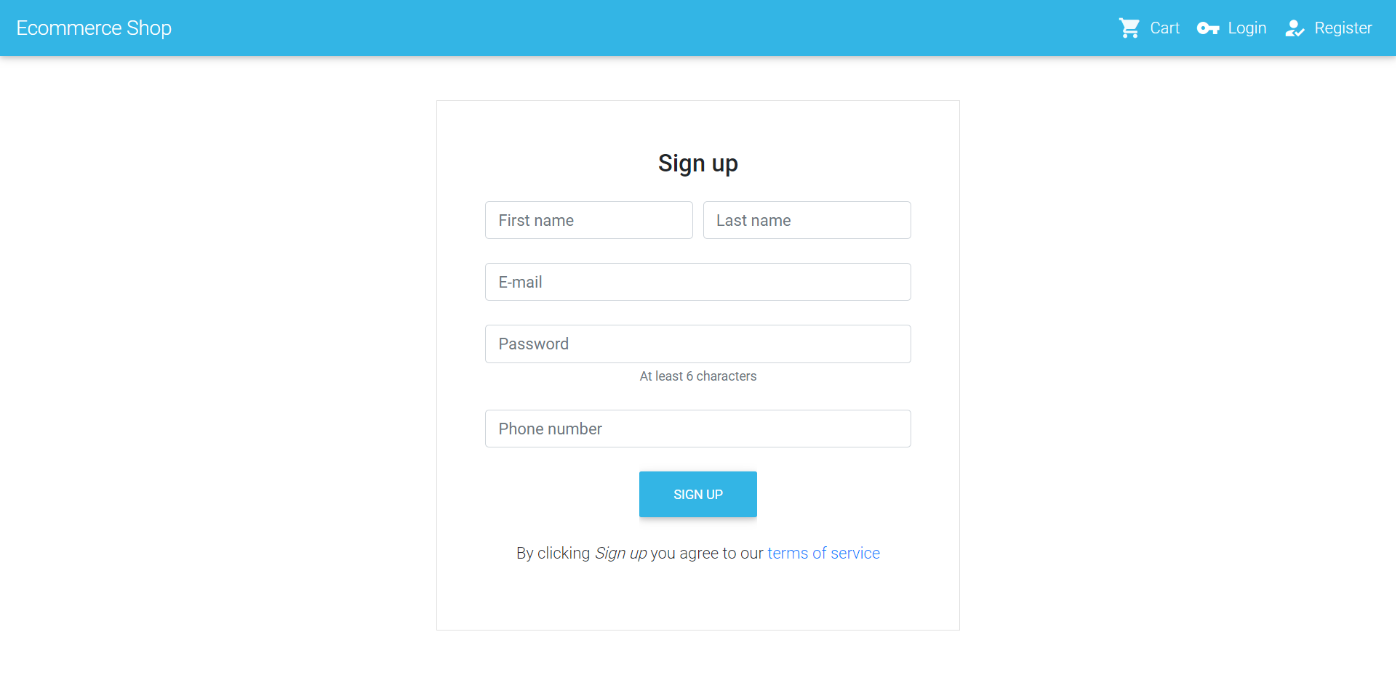 Ecommerce Shop
Cart
Login
Register
Sign up
First name
Last name
E-mail
Password
At least 6 characters
Phone number
SIGN UP
By clicking Sign up you agree to our terms of service